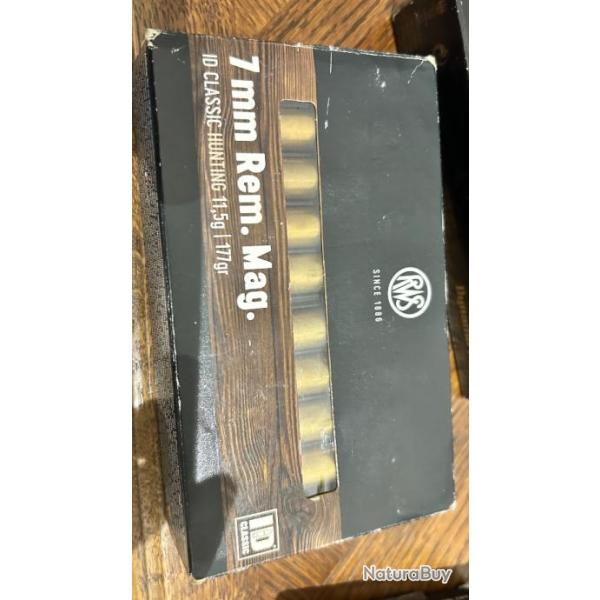 7 mm Rem. Mag.
ID CLASSIC HUNTING 11,5g | 177gr
RWS
SINCE 1886
ID
CLASSIC
NaturaBuy